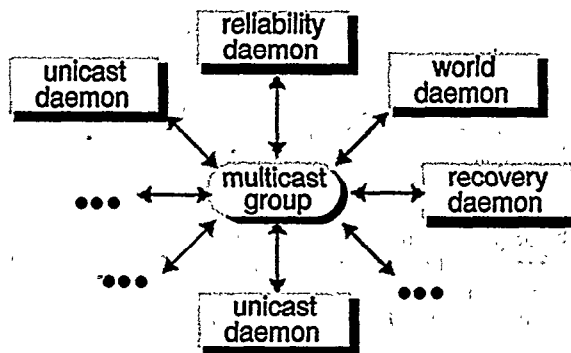 reliability
daemon
unicast
daemon
world
daemon
multicast
group
recovery
daemon
•••
•••
•••
unicast
daemon